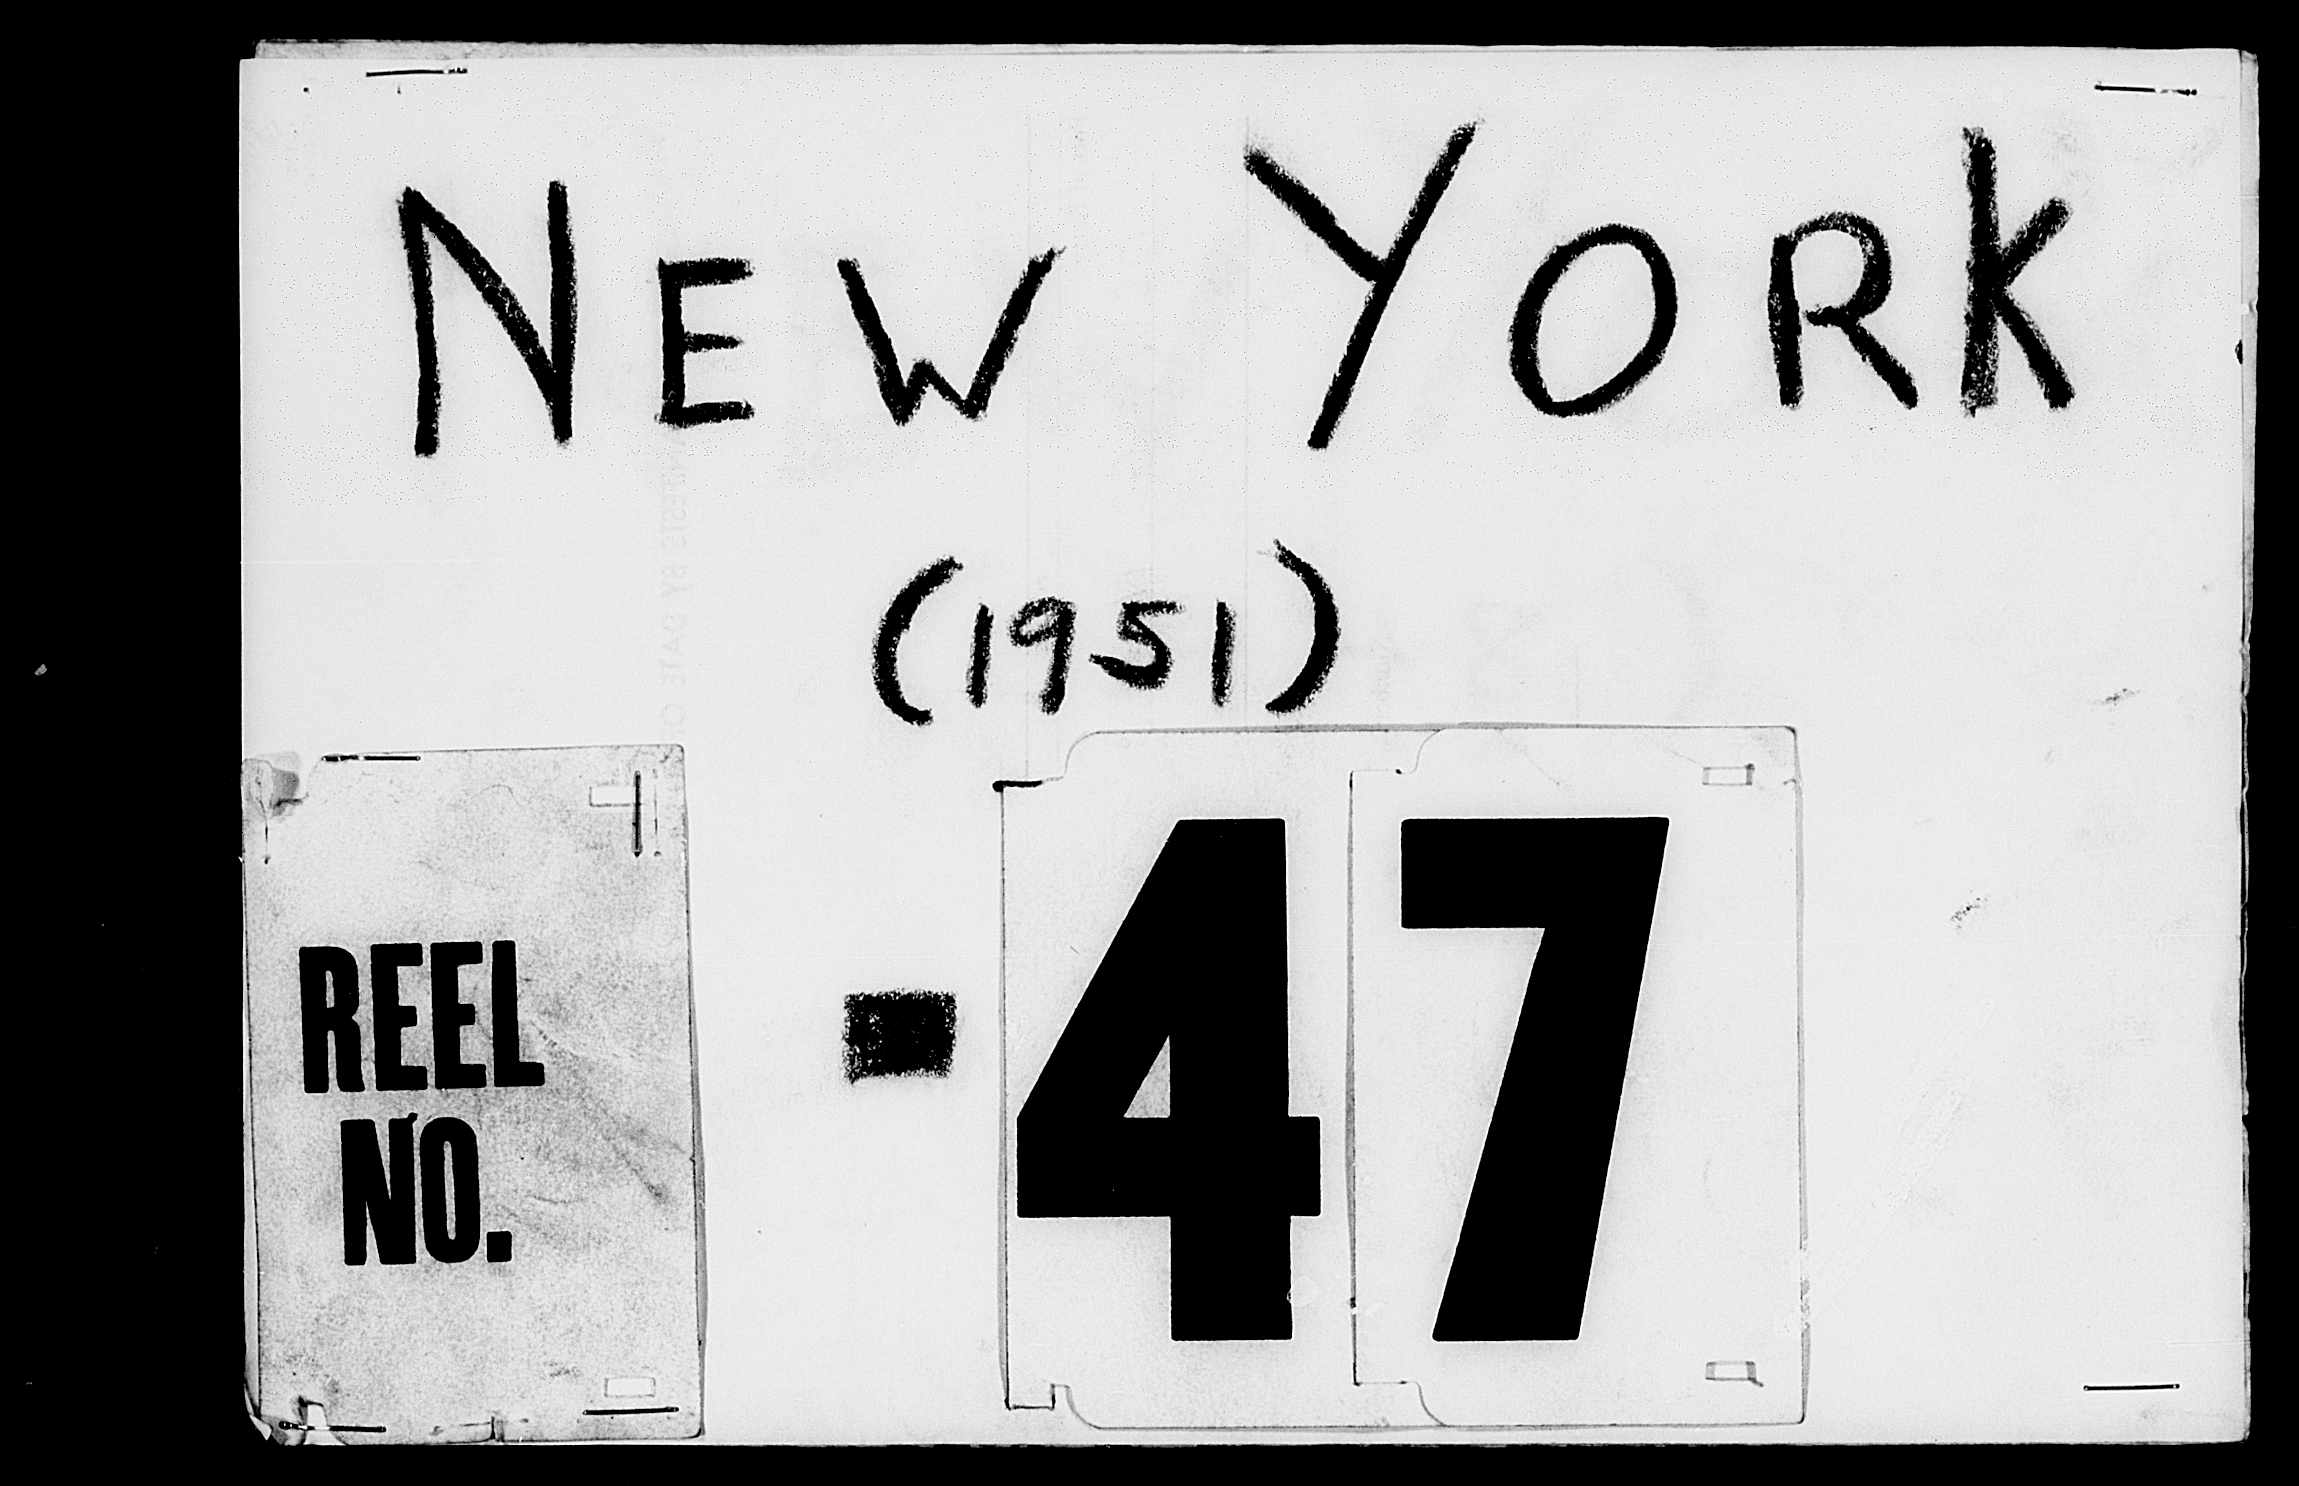 NEW YORK
(1951)
REEL
NO.
- 47